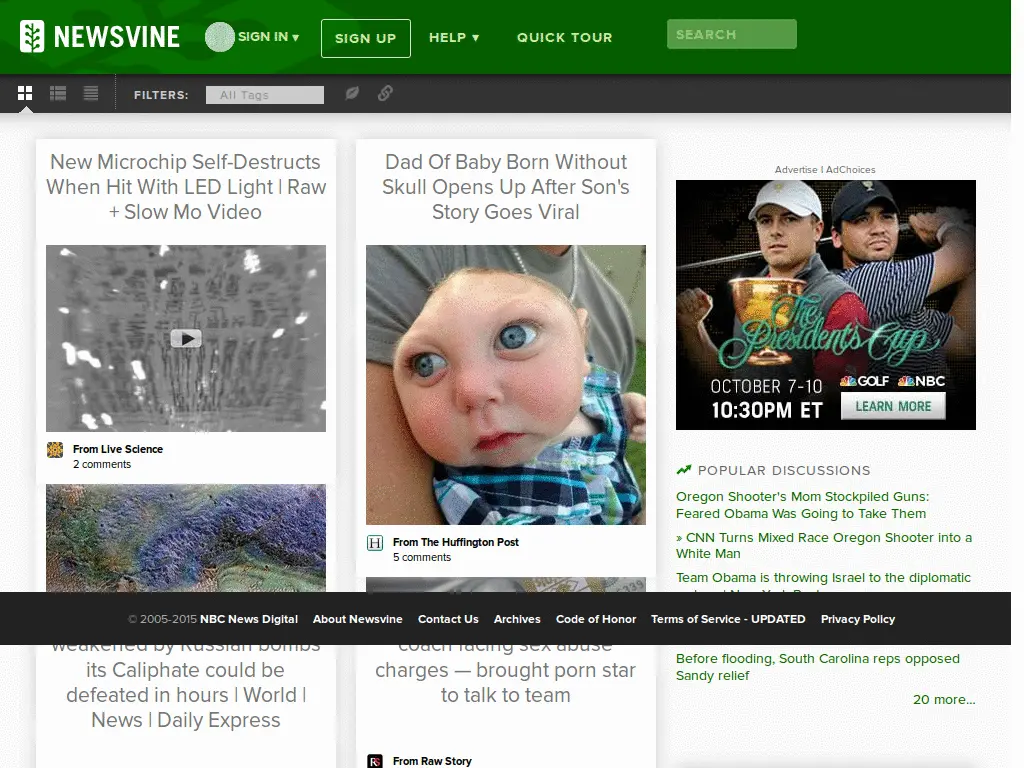 NEWSVINE
SIGN IN ▾
SIGN UP
HELP ▾
QUICK TOUR
SEARCH
FILTERS:
All Tags
New Microchip Self-Destructs
When Hit With LED Light | Raw
+ Slow Mo Video
From Live Science
2 comments
weakened by Russian bombs
its Caliphate could be
defeated in hours | World |
News | Daily Express
Dad Of Baby Born Without
Skull Opens Up After Son's
Story Goes Viral
H
From The Huffington Post
5 comments
coach facing sex abuse
charges — brought porn star
to talk to team
From Raw Story
Advertise | AdChoices
The
Presidents Cup
OCTOBER 7-10
10:30PM ET
GOLF NBC
LEARN MORE
POPULAR DISCUSSIONS
Oregon Shooter's Mom Stockpiled Guns:
Feared Obama Was Going to Take Them
» CNN Turns Mixed Race Oregon Shooter into a
White Man
Team Obama is throwing Israel to the diplomatic
Before flooding, South Carolina reps opposed
Sandy relief
20 more...
© 2005-2015 NBC News Digital About Newsvine Contact Us Archives Code of Honor Terms of Service - UPDATED Privacy Policy